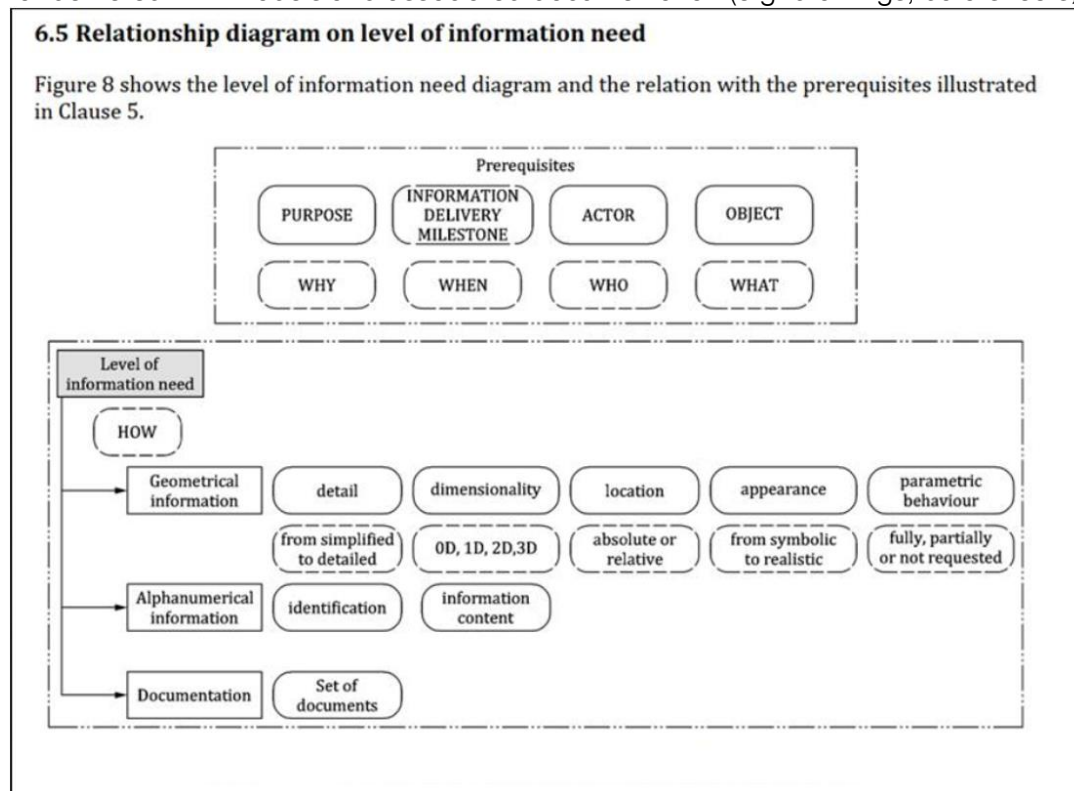 6.5 Relationship diagram on level of information need
Figure 8 shows the level of information need diagram and the relation with the prerequisites illustrated
in Clause 5.
Prerequisites
PURPOSE
INFORMATION
DELIVERY
MILESTONE
ACTOR
OBJECT
WHY
WHEN
WHO
WHAT
Level of
information need
HOW
Geometrical
information
detail
dimensionality
location
appearance
parametric
behaviour
from simplified
to detailed
0D, 1D, 2D,3D
absolute or
relative
from symbolic
to realistic
fully, partially
or not requested
Alphanumerical
information
identification
information
content
Documentation
Set of
documents